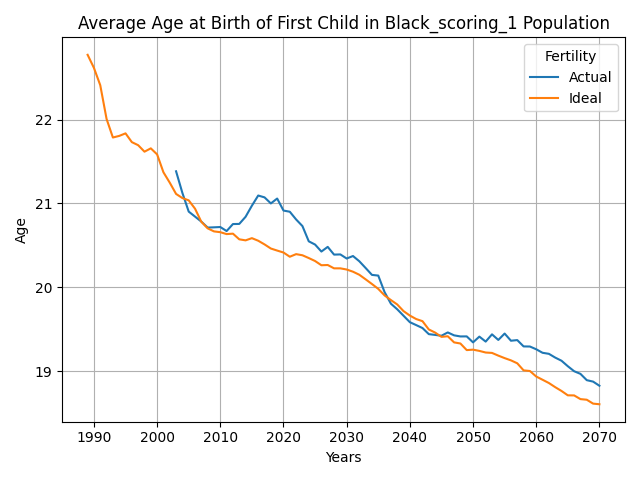 Average Age at Birth of First Child in Black_scoring_1 Population
Fertility
Actual
Ideal
Age
22
21
20
19
1990 2000 2010 2020 2030 2040 2050 2060 2070
Years